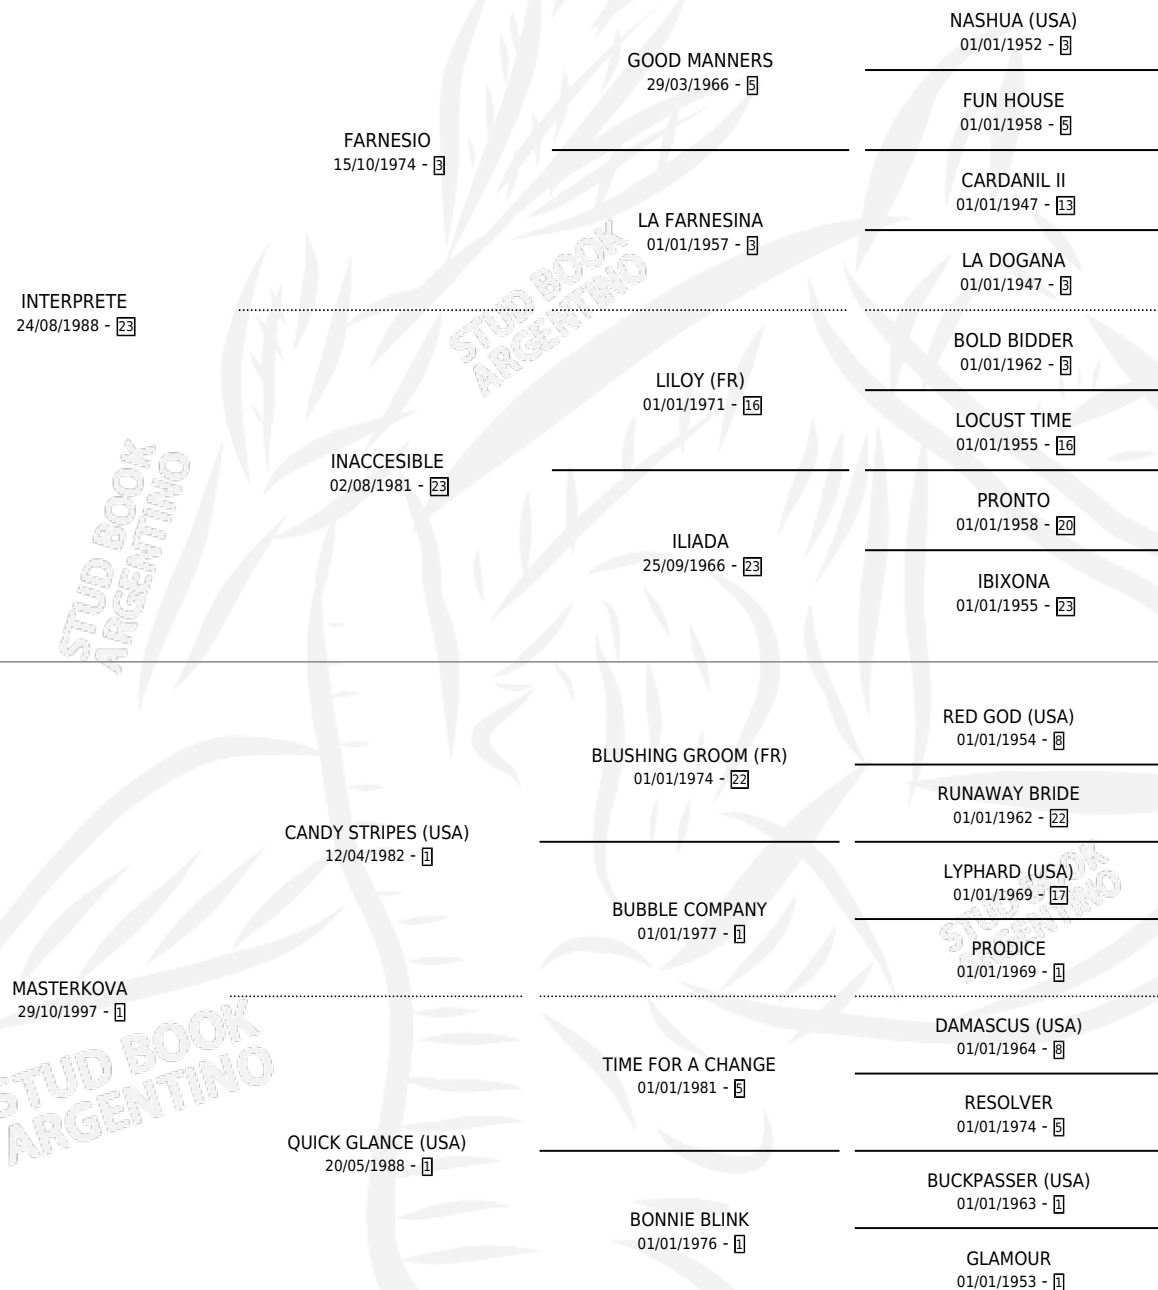 NASHUA (USA)
01/01/1952 - 3
GOOD MANNERS
29/03/1966 - 5
FUN HOUSE
01/01/1958 - 5
FARNESIO
15/10/1974 - 3
CARDANIL II
01/01/1947 - 13
LA FARNESINA
01/01/1957 - 3
LA DOGANA
01/01/1947 - 3
INTERPRETE
24/08/1988 - 23
BOLD BIDDER
01/01/1962 - 3
LILOY (FR)
01/01/1971 - 16
LOCUST TIME
01/01/1955 - 16
INACCESIBLE
02/08/1981 - 23
PRONTO
01/01/1958 - 20
ILIADA
25/09/1966 - 23
IBIXONA
01/01/1955 - 23
RED GOD (USA)
01/01/1954 - 8
BLUSHING GROOM (FR)
01/01/1974 - 22
RUNAWAY BRIDE
01/01/1962 - 22
CANDY STRIPES (USA)
12/04/1982 - 1
LYPHARD (USA)
01/01/1969 - 17
BUBBLE COMPANY
01/01/1977 - 1
PRODICE
01/01/1969 - 1
MASTERKOVA
29/10/1997 - 1
DAMASCUS (USA)
01/01/1964 - 8
TIME FOR A CHANGE
01/01/1981 - 5
RESOLVER
01/01/1974 - 5
QUICK GLANCE (USA)
20/05/1988 - 1
BUCKPASSER (USA)
01/01/1963 - 1
BONNIE BLINK
01/01/1976 - 1
GLAMOUR
01/01/1953 - 1
STUD BOOK
ARGENTINO
STUD BOOK
ARGENTINO
STUD BOOK
ARGENTINO
STUD BOOK
ARGENTINO